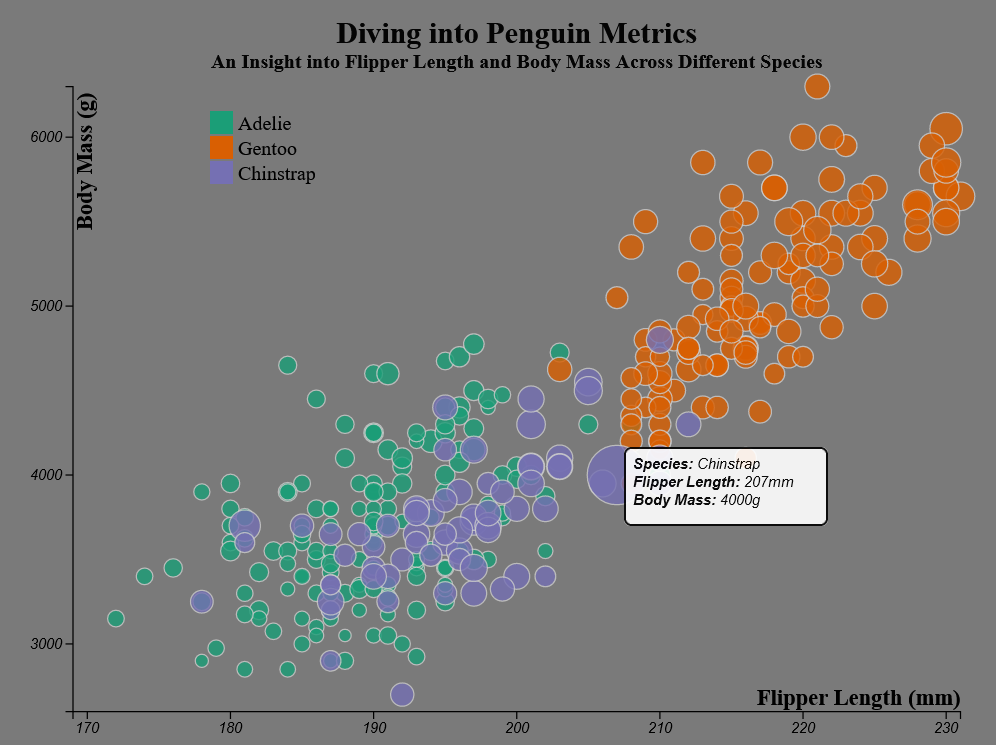 Diving into Penguin Metrics
An Insight into Flipper Length and Body Mass Across Different Species
Body Mass (g)
Adelie
Gentoo
Chinstrap
6000
5000
4000
3000
Species: Chinstrap
Flipper Length: 207mm
Body Mass: 4000g
Flipper Length (mm)
170 180 190 200 210 220 230